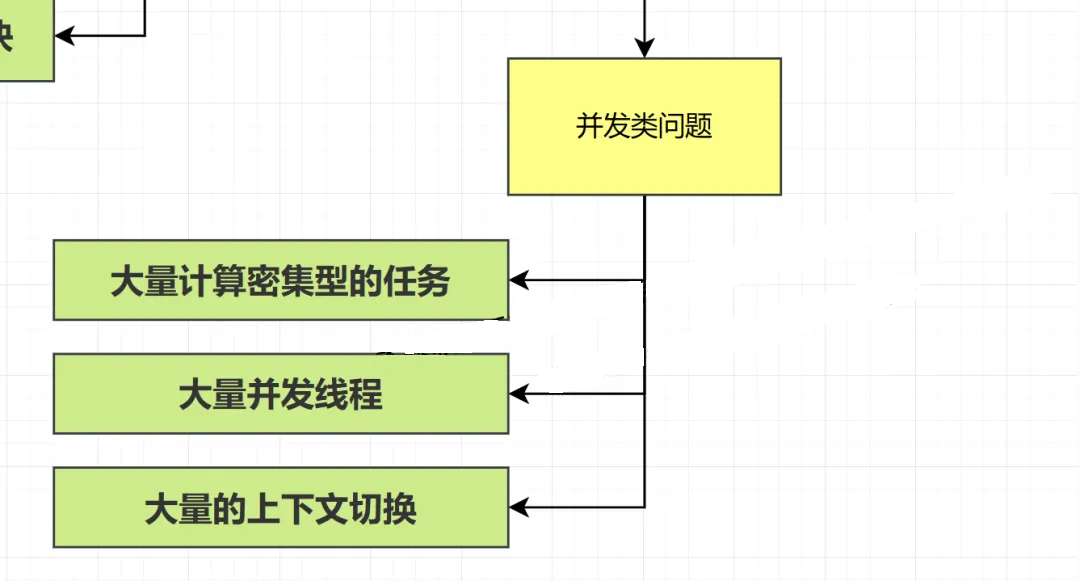 并发类问题
大量计算密集型的任务
大量并发线程
大量的上下文切换